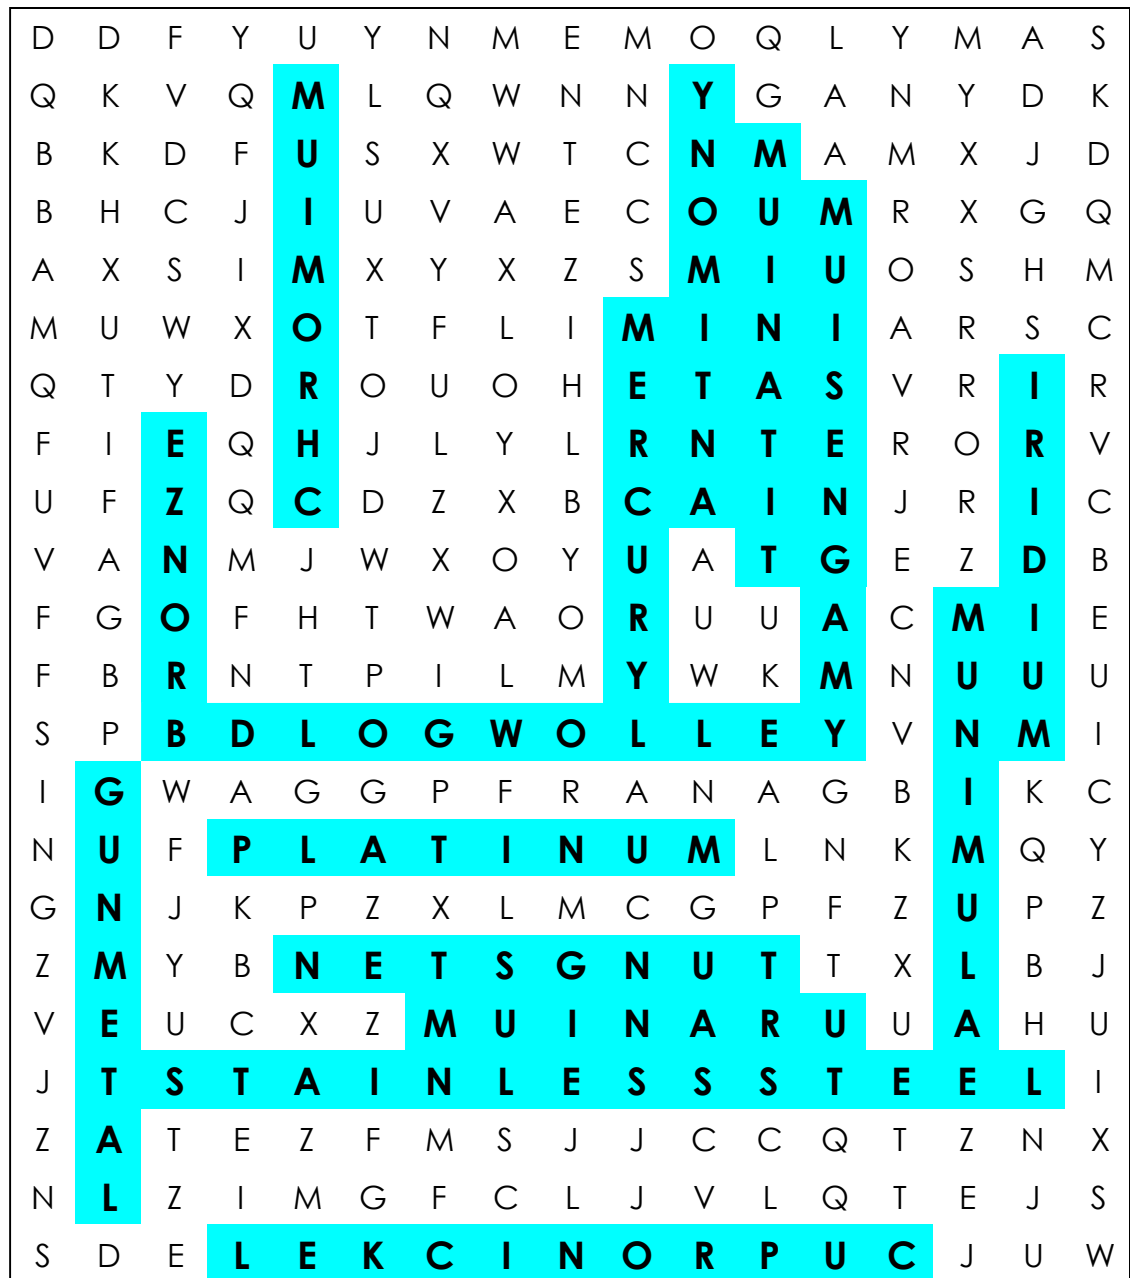 D D F Y U Y N M E M O Q L Y M A S
Q K V Q M L Q W N N Y G A N Y D K
B K D F U S X W T C N M A M X J D
B H C J I U V A E C O U M R X G Q
A X S I M X Y X Z S M I U O S H M
M U W X O T F L I M I N I A R S C
Q T Y D R O U O H E T A S V R I R
F I E Q H J L Y L R N T E R O R V
U F Z Q C D Z X B C A I N J R I C
V A N M J W X O Y U A T G E Z D B
F G O F H T W A O R U U A C M I E
F B R N T P I L M Y W K M N U U U
S P B D L O G W O L L E Y V N M I
I G W A G G P F R A N A G B I K C
N U F P L A T I N U M L N K M Q Y
G N J K P Z X L M C G P F Z U P Z
Z M Y B N E T S G N U T T X L B J
V E U C X Z M U I N A R U U A H U
J T S T A I N L E S S S T E E L I
Z A T E Z F M S J J C C Q T Z N X
N L Z I M G F C L J V L Q T E J S
S D E L E K C I N O R P U C J U W